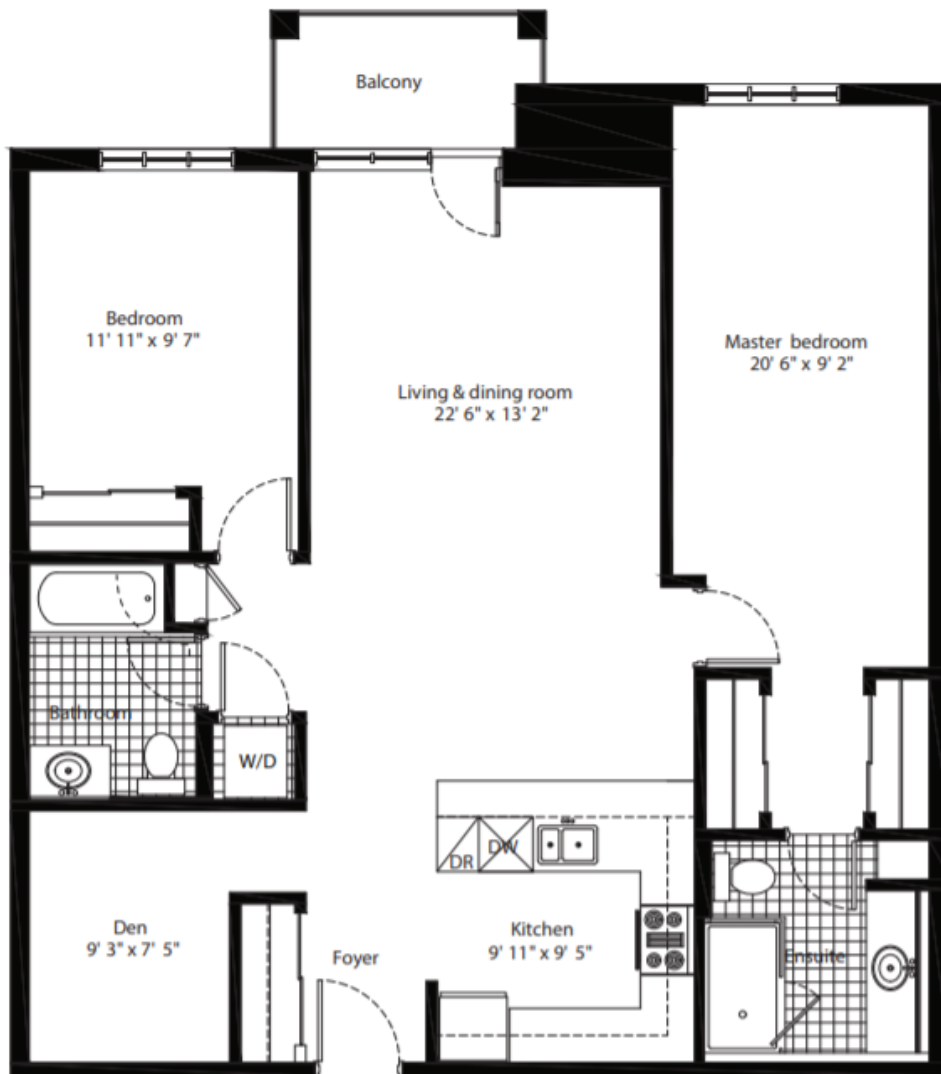 Balcony
Bedroom
11' 11" x 9' 7"
Master bedroom
20' 6" x 9' 2"
Living & dining room
22' 6" x 13' 2"
Bathroom
W/D
DR
DW
Den
9' 3" x 7' 5"
Foyer
Kitchen
9' 11" x 9' 5"
Ensuite